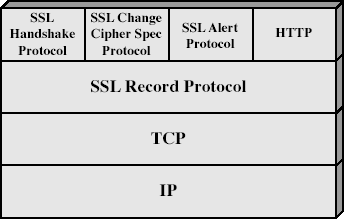 SSL
Handshake
Protocol
SSL Change
Cipher Spec
Protocol
SSL Alert
Protocol
HTTP
SSL Record Protocol
TCP
IP